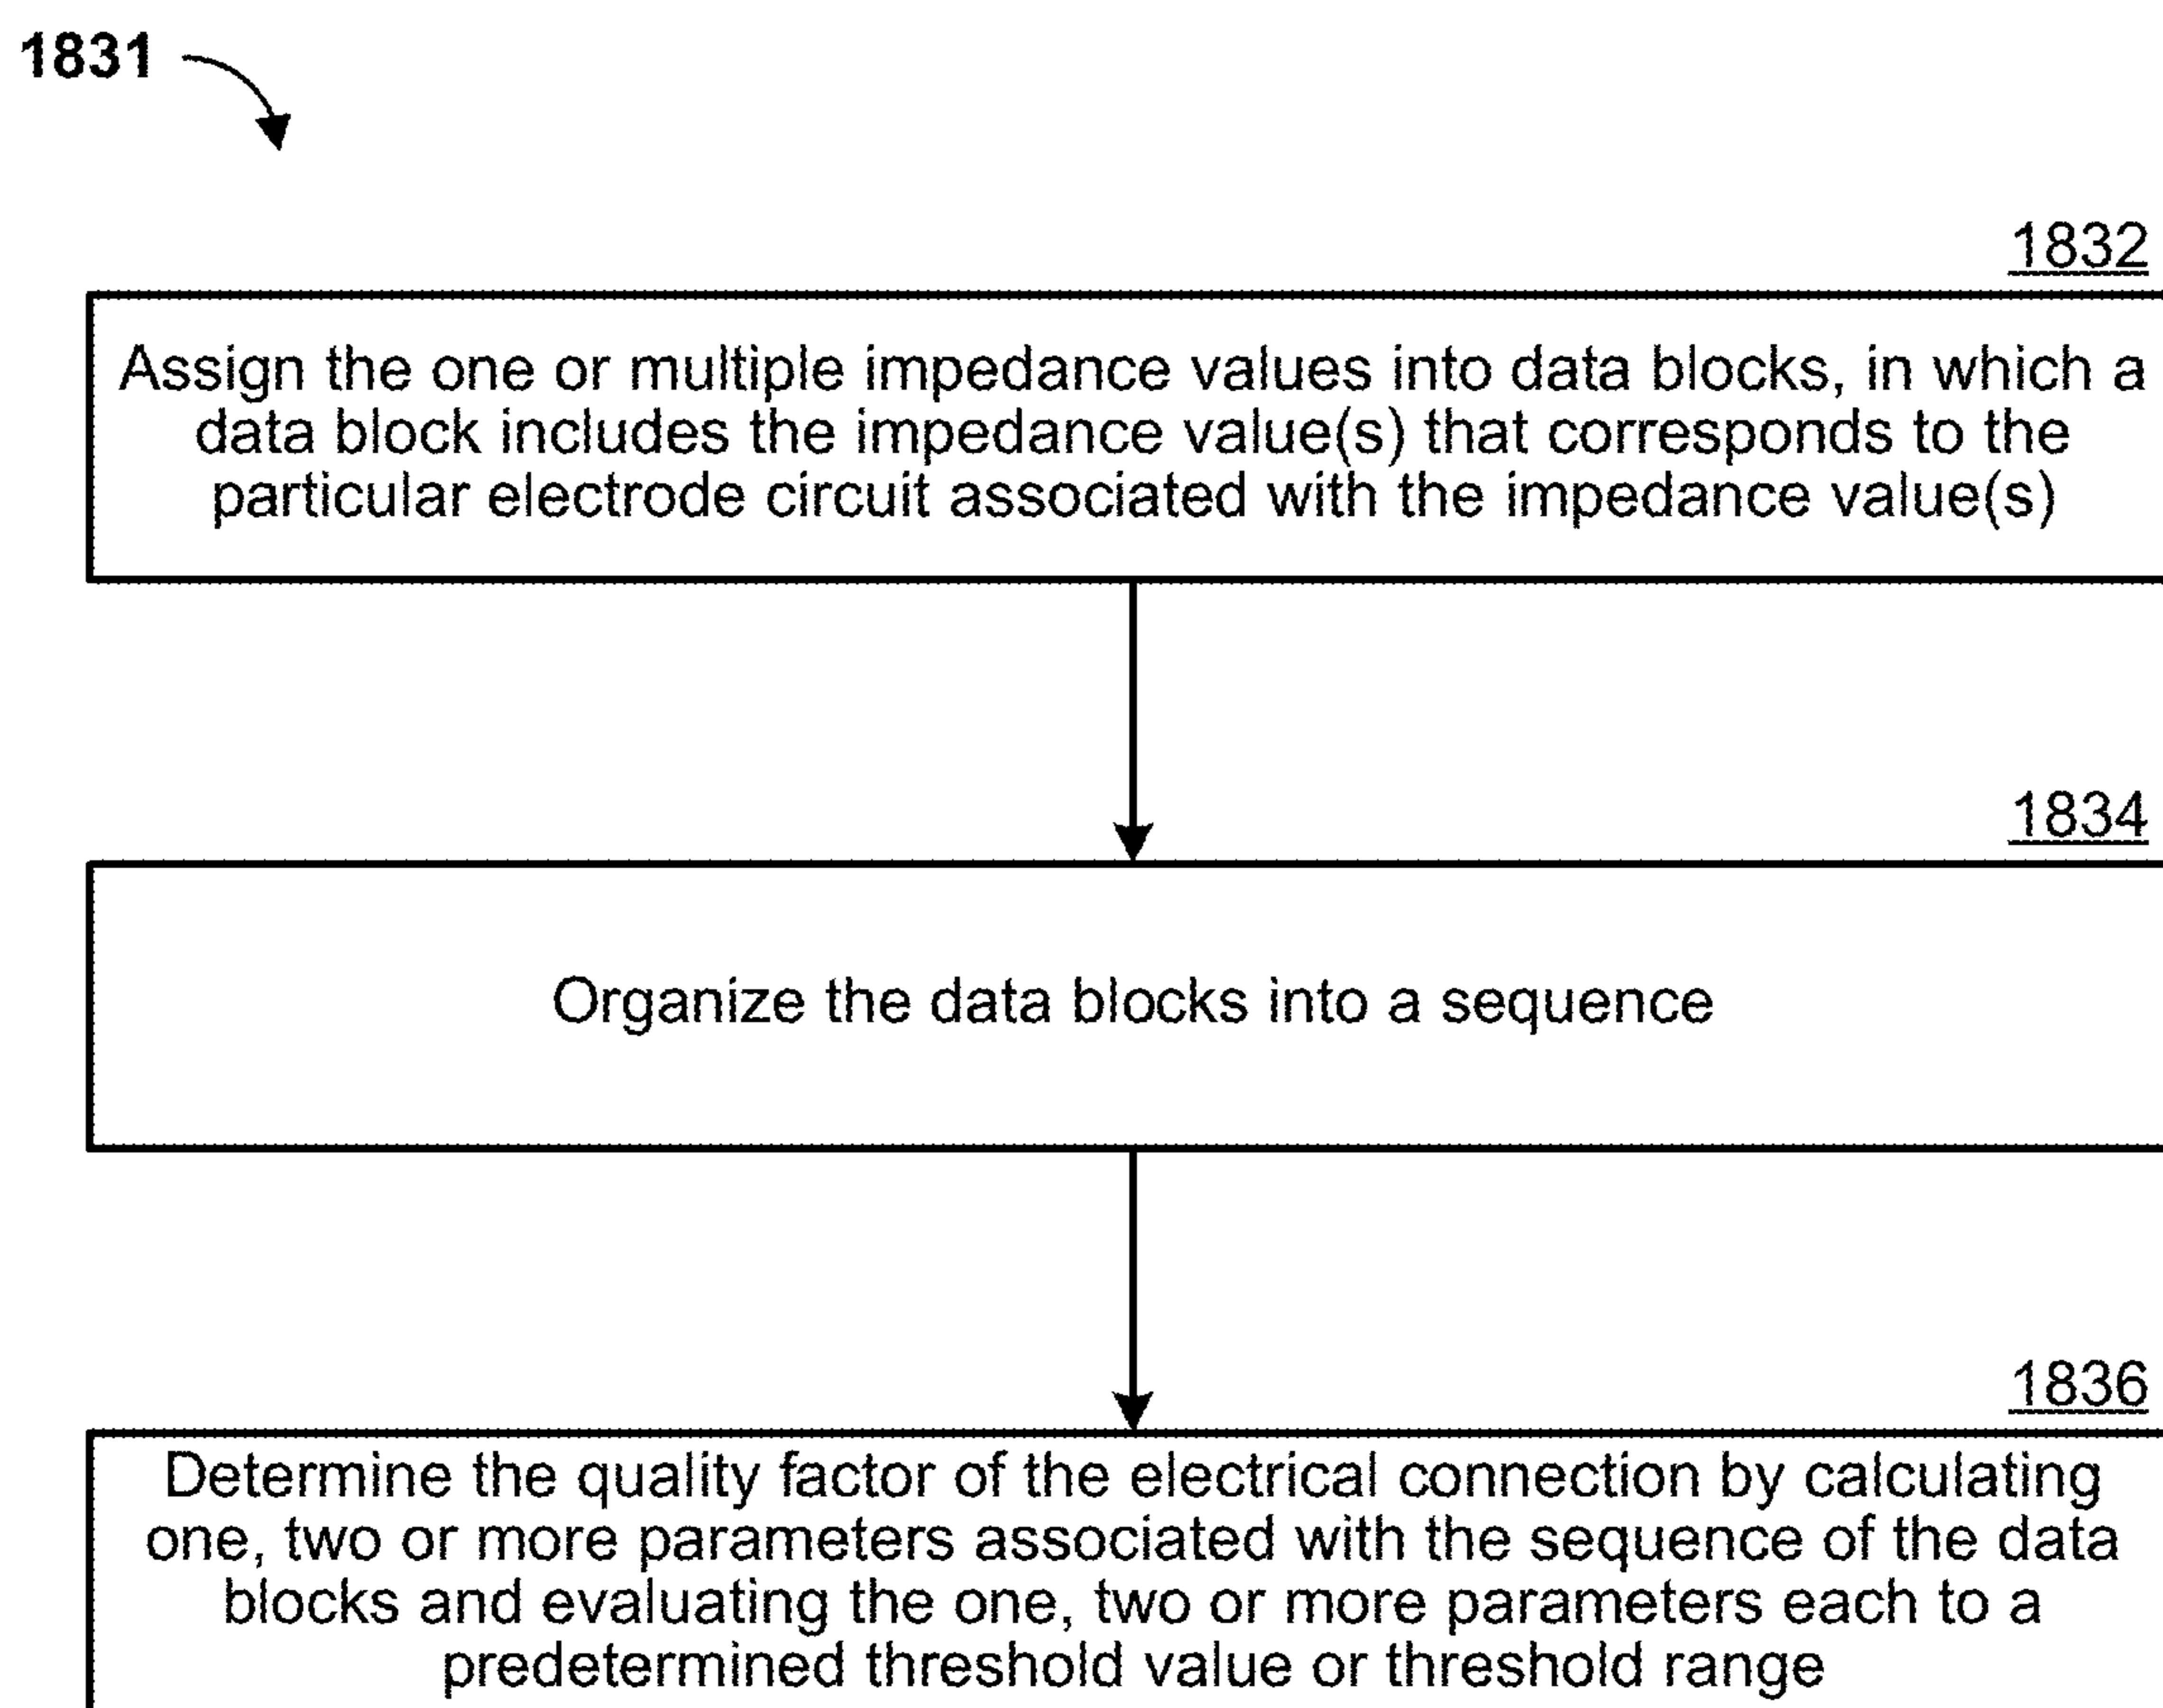 1831
1832
Assign the one or multiple impedance values into data blocks, in which a
data block includes the impedance value(s) that corresponds to the
particular electrode circuit associated with the impedance value(s)
1834
Organize the data blocks into a sequence
1836
Determine the quality factor of the electrical connection by calculating
one, two or more parameters associated with the sequence of the data
blocks and evaluating the one, two or more parameters each to a
predetermined threshold value or threshold range